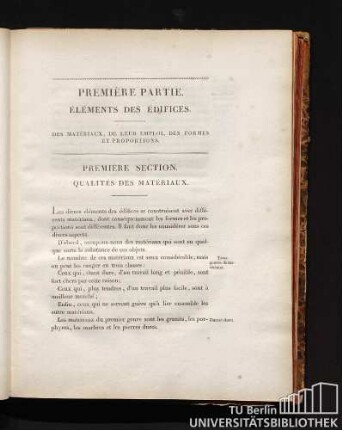 PREMIÈRE PARTIE.
ÉLÉMENTS DES ÉDIFICES.
DES MATÉRIAUX, DE LEUR EMPLOI, DES FORMES
ET PROPORTIONS.
PREMIÈRE SECTION.
QUALITÉS DES MATÉRIAUX.
Les divers éléments des édifices se construisent avec diffé-
rents matériaux, dont conséquemment les formes et les pro-
portions sont différentes. Il faut donc les considérer sous ces
divers aspects.
D'abord, occupons-nous des matériaux qui sont en quel-
que sorte la substance de ces objets.
Le nombre de ces matériaux est assez considérable, mais
on peut les ranger en trois classes:
Ceux qui, étant durs, d'un travail long et pénible, sont
fort chers par cette raison;
Ceux qui, plus tendres, d'un travail plus facile, sont à
meilleur marché;
Enfin, ceux qui ne servent guère qu'à lier ensemble les
autres matériaux.
Les matériaux du premier genre sont les granits, les por-
phyres, les marbres et les pierres dures.
Durs.
TU Berlin
UNIVERSITÄTSBIBLIOTHEK